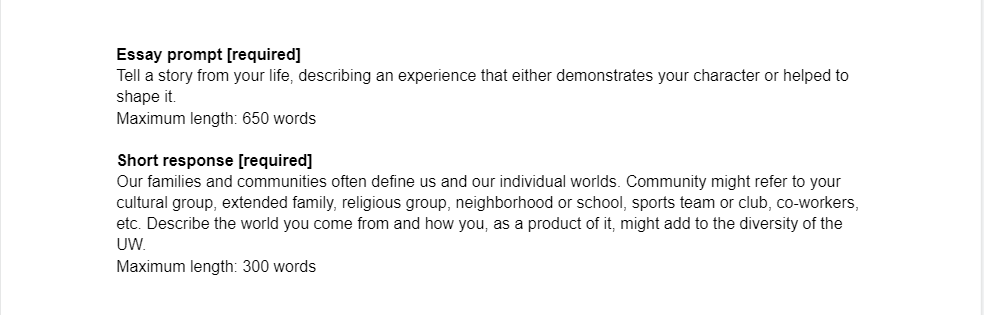 Essay prompt [required]
Tell a story from your life, describing an experience that either demonstrates your character or helped to
shape it.
Maximum length: 650 words
Short response [required]
Our families and communities often define us and our individual worlds. Community might refer to your
cultural group, extended family, religious group, neighborhood or school, sports team or club, co-workers,
etc. Describe the world you come from and how you, as a product of it, might add to the diversity of the
UW.
Maximum length: 300 words